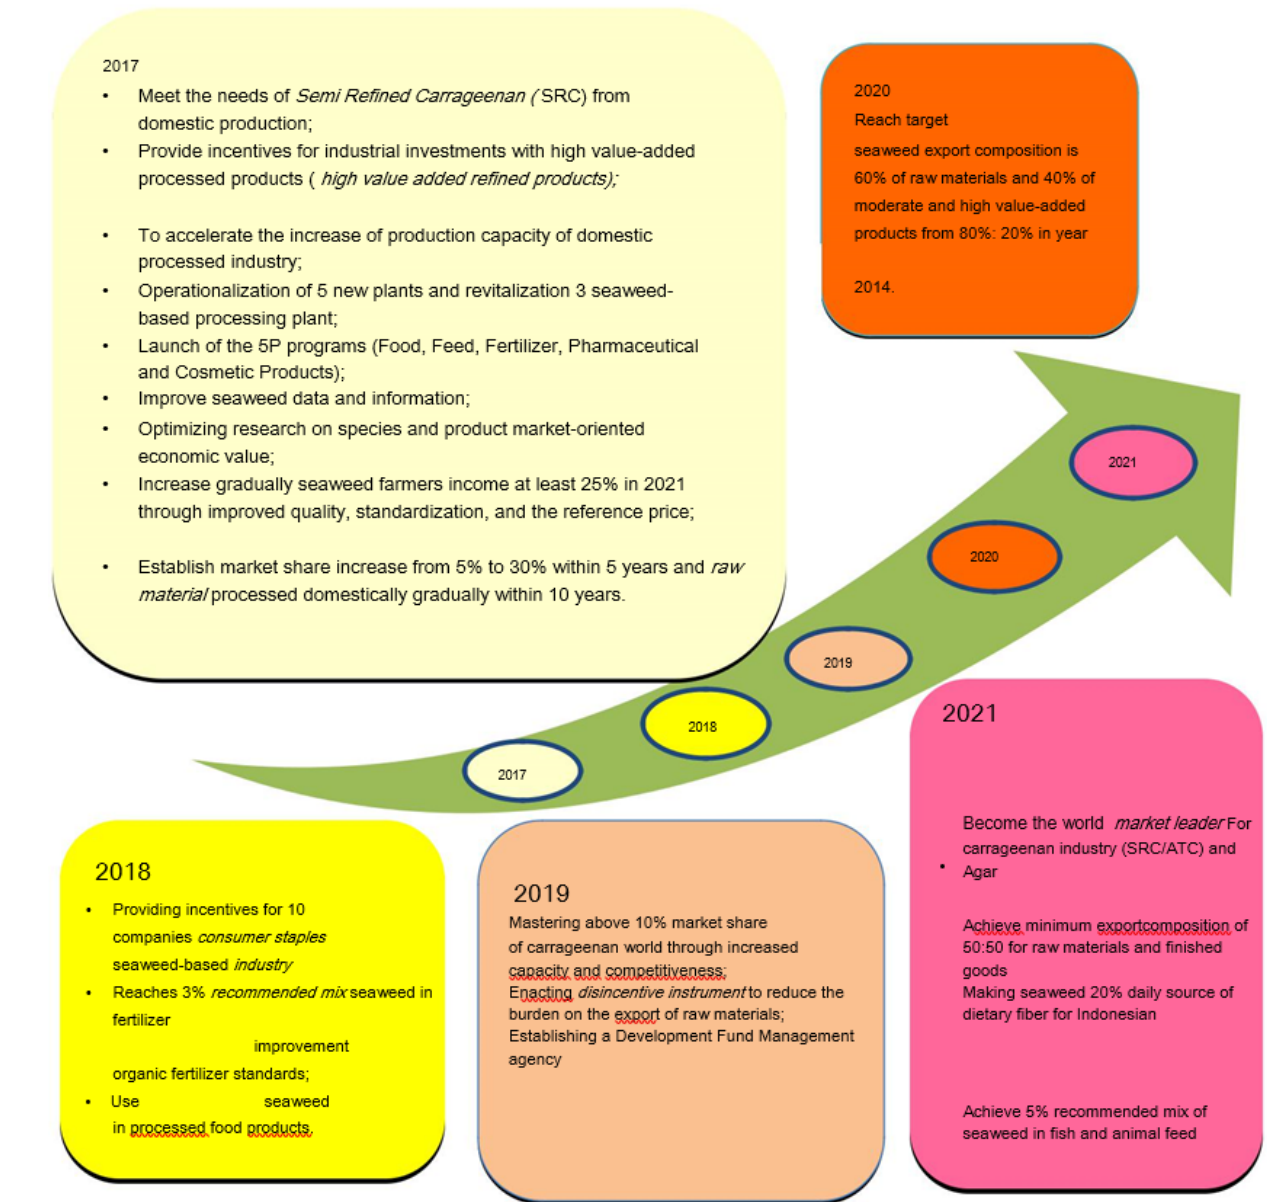 2017
• Meet the needs of Semi Refined Carrageenan ( SRC) from
domestic production;
• Provide incentives for industrial investments with high value-added
processed products ( high value added refined products);
• To accelerate the increase of production capacity of domestic
processed industry;
• Operationalization of 5 new plants and revitalization 3 seaweed-
based processing plant;
• Launch of the 5P programs (Food, Feed, Fertilizer, Pharmaceutical
and Cosmetic Products);
• Improve seaweed data and information;
• Optimizing research on species and product market-oriented
economic value;
• Increase gradually seaweed farmers income at least 25% in 2021
through improved quality, standardization, and the reference price;
• Establish market share increase from 5% to 30% within 5 years and raw
material processed domestically gradually within 10 years.
2020
Reach target
seaweed export composition is
60% of raw materials and 40% of
moderate and high value-added
products from 80%: 20% in year
2014.
2021
2020
2019
2018
2017
2018
• Providing incentives for 10
companies consumer staples
seaweed-based industry
• Reaches 3% recommended mix seaweed in
fertilizer
improvement
organic fertilizer standards;
• Use seaweed
in processed food products.
2019
Mastering above 10% market share
of carrageenan world through increased
capacity and competitiveness;
Enacting disincentive instrument to reduce the
burden on the export of raw materials;
Establishing a Development Fund Management
agency
2021
Become the world market leader For
carrageenan industry (SRC/ATC) and
• Agar
Achieve minimum exportcomposition of
50:50 for raw materials and finished
goods
Making seaweed 20% daily source of
dietary fiber for Indonesian
Achieve 5% recommended mix of
seaweed in fish and animal feed